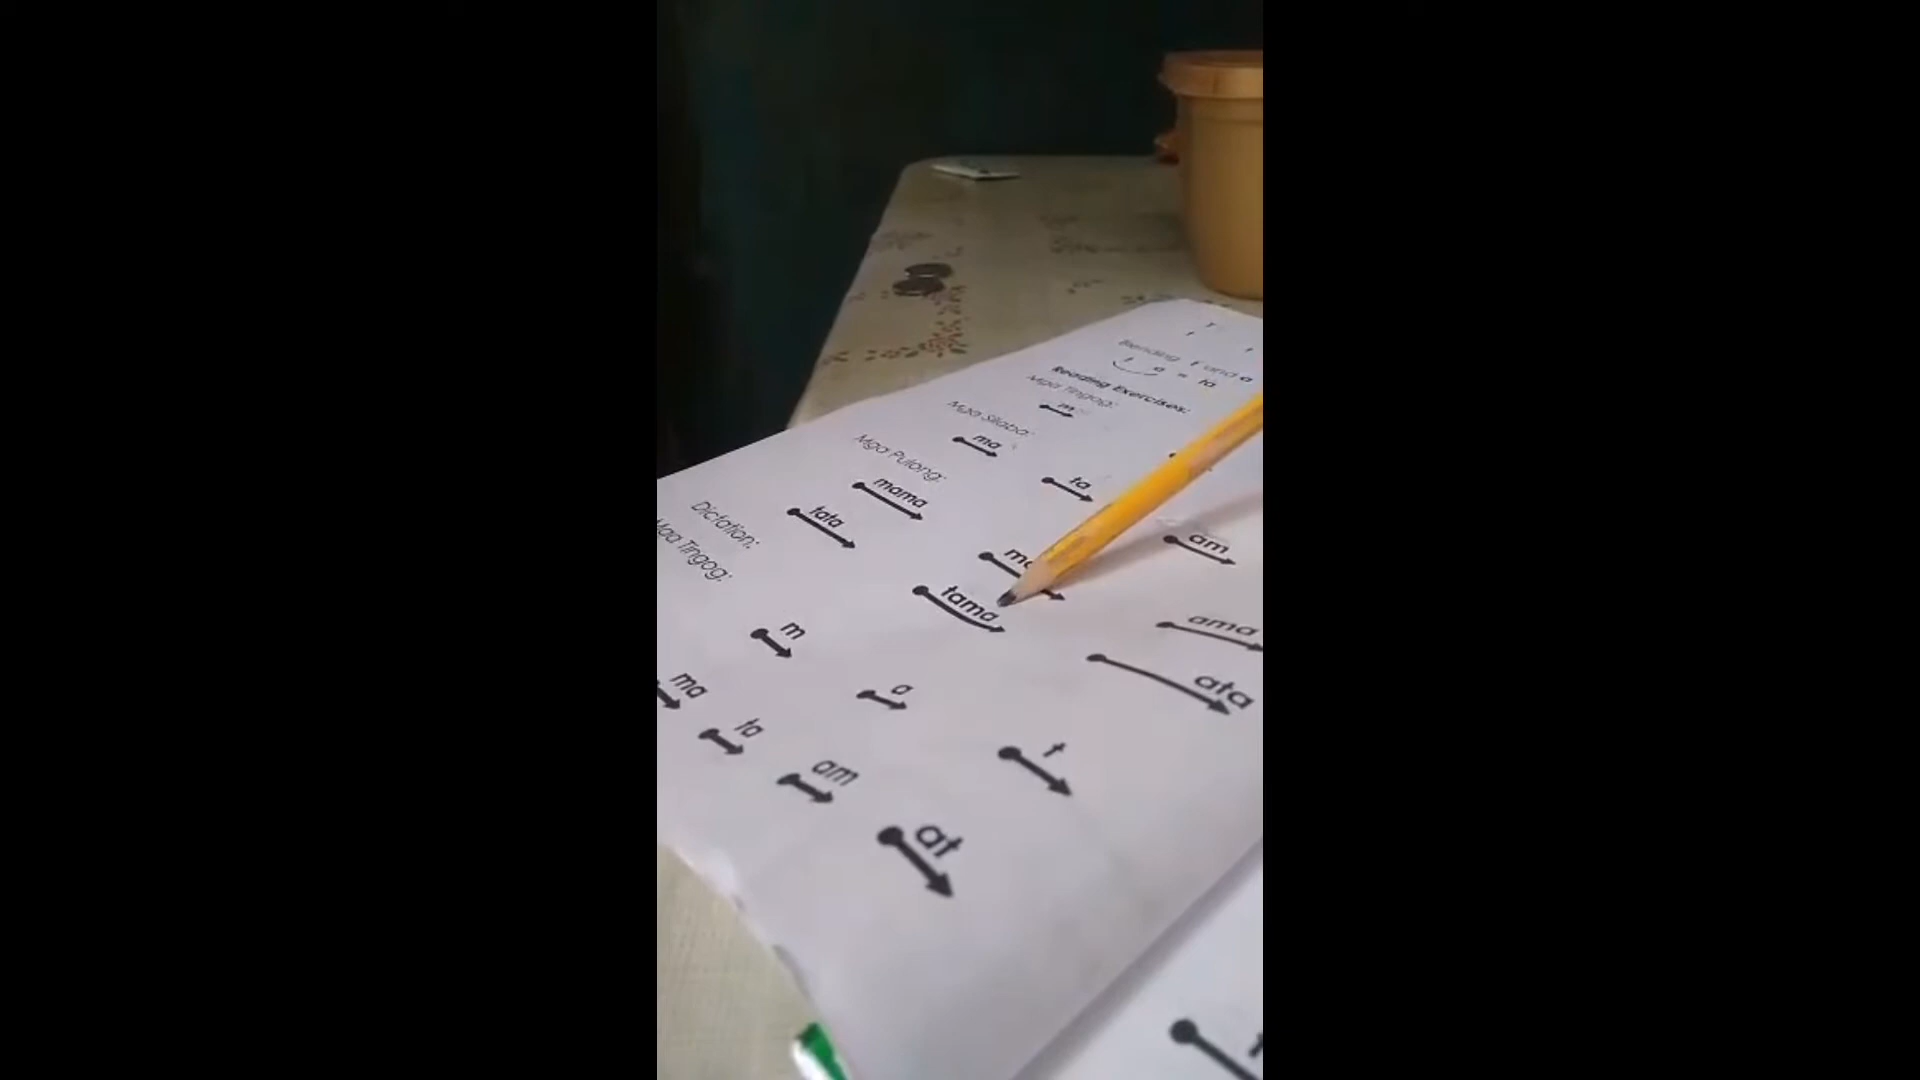 T
Blending t and a
t a = ta
Reading Exercises:
Mga Tingog:
m
Mga Silaba:
ma ta am
Mga Pulong:
mama ama
tata tama ata
Dictation:
Mga Tingog:
m a t
ma ta am at